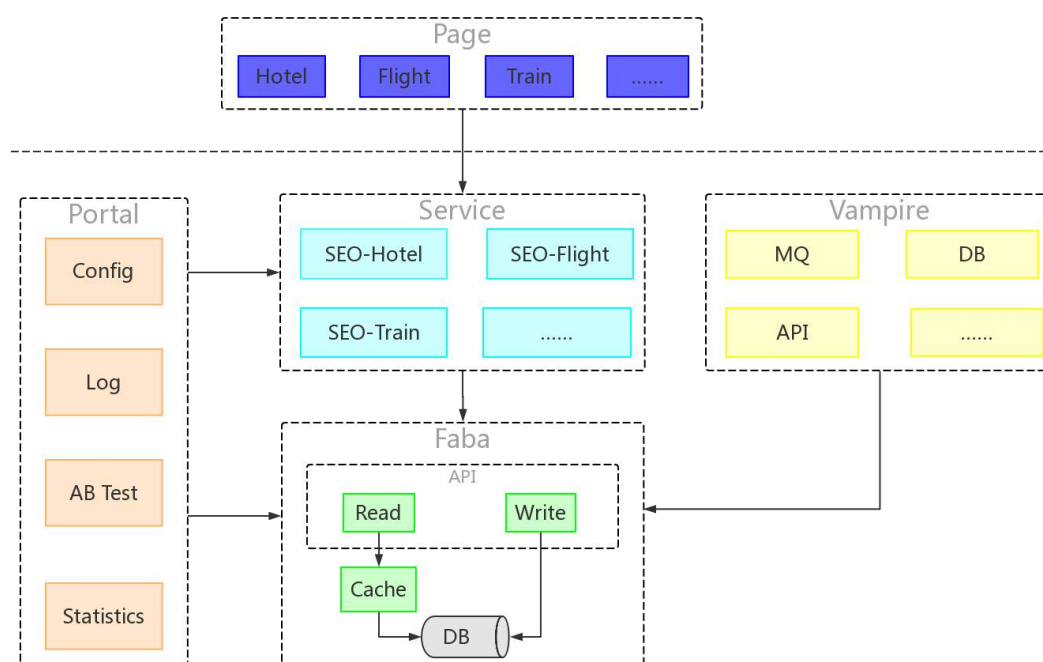 Page
Hotel
Flight
Train
......
Portal
Config
Log
AB Test
Statistics
Service
SEO-Hotel
SEO-Flight
SEO-Train
......
Vampire
MQ
DB
API
......
Faba
API
Read
Write
Cache
DB